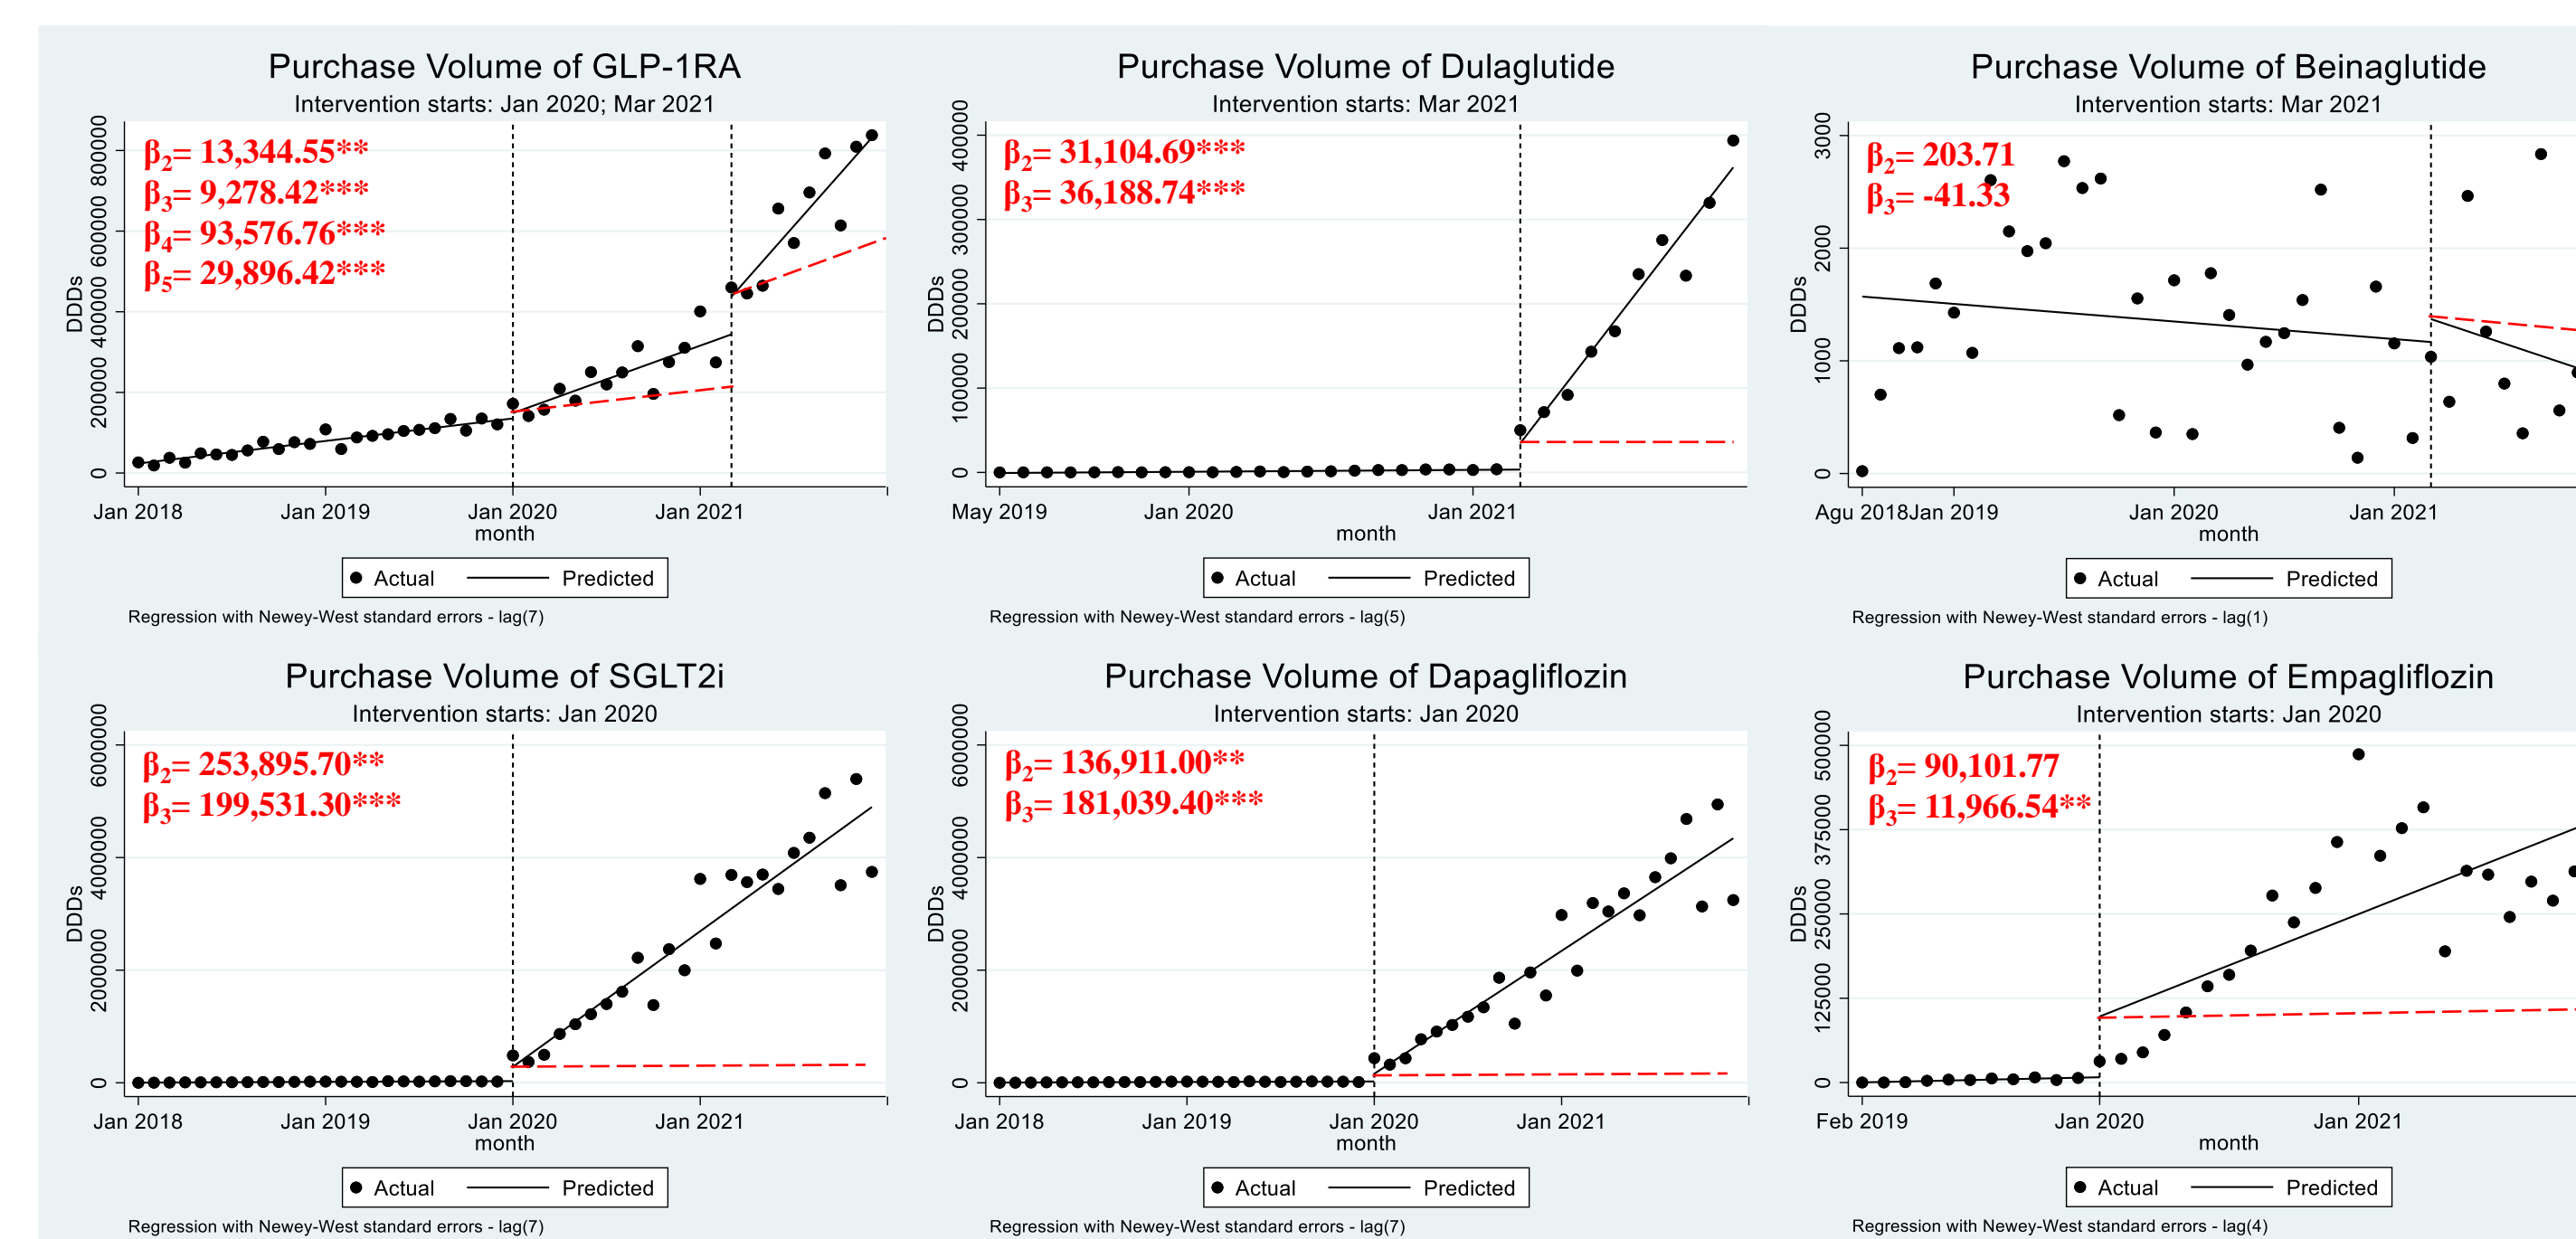 Purchase Volume of GLP-1RA
Intervention starts: Jan 2020; Mar 2021
β2= 13,344.55**
β3= 9,278.42***
β4= 93,576.76***
β5= 29,896.42***
DDDs
800000
600000
400000
200000
0
Jan 2018 Jan 2019 Jan 2020 Jan 2021
month
Actual Predicted
Regression with Newey-West standard errors - lag(7)
Purchase Volume of Dulaglutide
Intervention starts: Mar 2021
β2= 31,104.69***
β3= 36,188.74***
DDDs
400000
300000
200000
100000
0
May 2019 Jan 2020 Jan 2021
month
Actual Predicted
Regression with Newey-West standard errors - lag(5)
Purchase Volume of Beinaglutide
Intervention starts: Mar 2021
β2= 203.71
β3= -41.33
DDDs
3000
2000
1000
0
Agu 2018 Jan 2019 Jan 2020 Jan 2021
month
Actual Predicted
Regression with Newey-West standard errors - lag(1)
Purchase Volume of SGLT2i
Intervention starts: Jan 2020
β2= 253,895.70**
β3= 199,531.30***
DDDs
6000000
4000000
2000000
0
Jan 2018 Jan 2019 Jan 2020 Jan 2021
month
Actual Predicted
Regression with Newey-West standard errors - lag(7)
Purchase Volume of Dapagliflozin
Intervention starts: Jan 2020
β2= 136,911.00**
β3= 181,039.40***
DDDs
6000000
4000000
2000000
0
Jan 2018 Jan 2019 Jan 2020 Jan 2021
month
Actual Predicted
Regression with Newey-West standard errors - lag(7)
Purchase Volume of Empagliflozin
Intervention starts: Jan 2020
β2= 90,101.77
β3= 11,966.54**
DDDs
500000
375000
250000
125000
0
Feb 2019 Jan 2020 Jan 2021
month
Actual Predicted
Regression with Newey-West standard errors - lag(4)